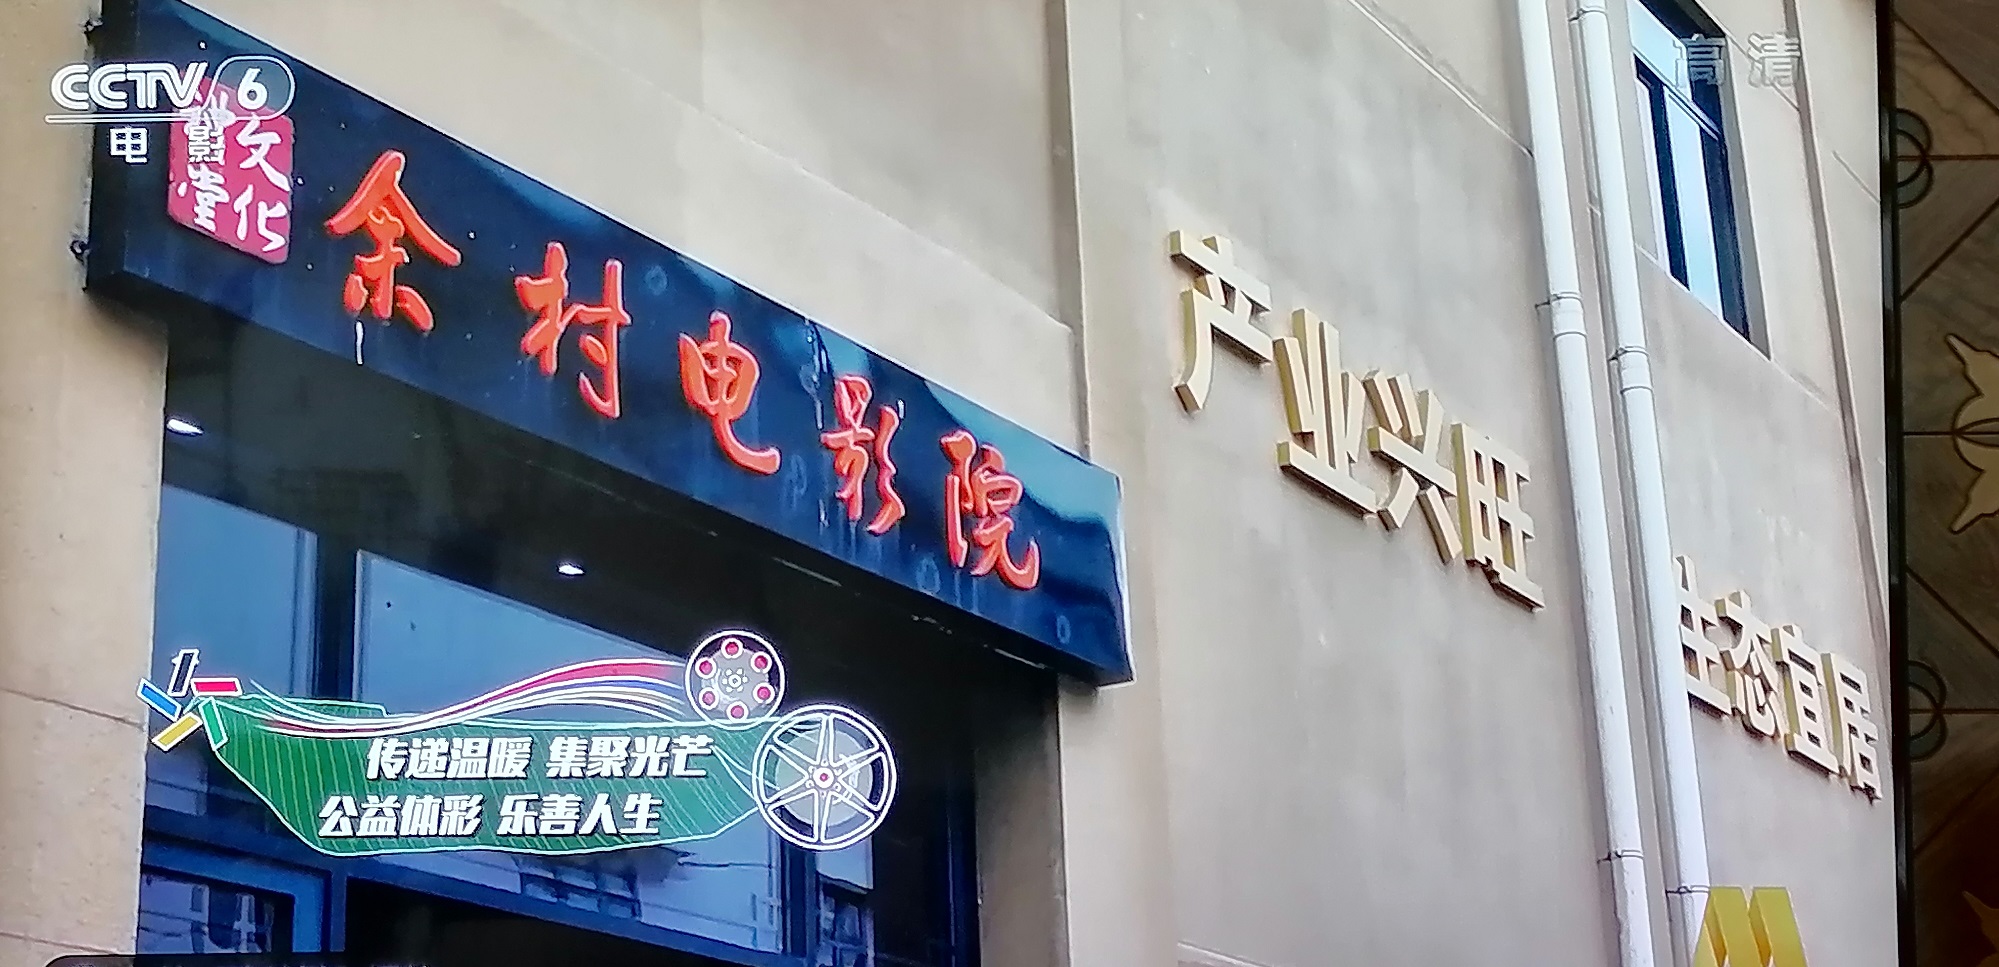 CCTV 6
高清
电影
文化
堂
余村电影院
产业兴旺
生态宜居
传递温暖 集聚光芒
公益体彩 乐善人生